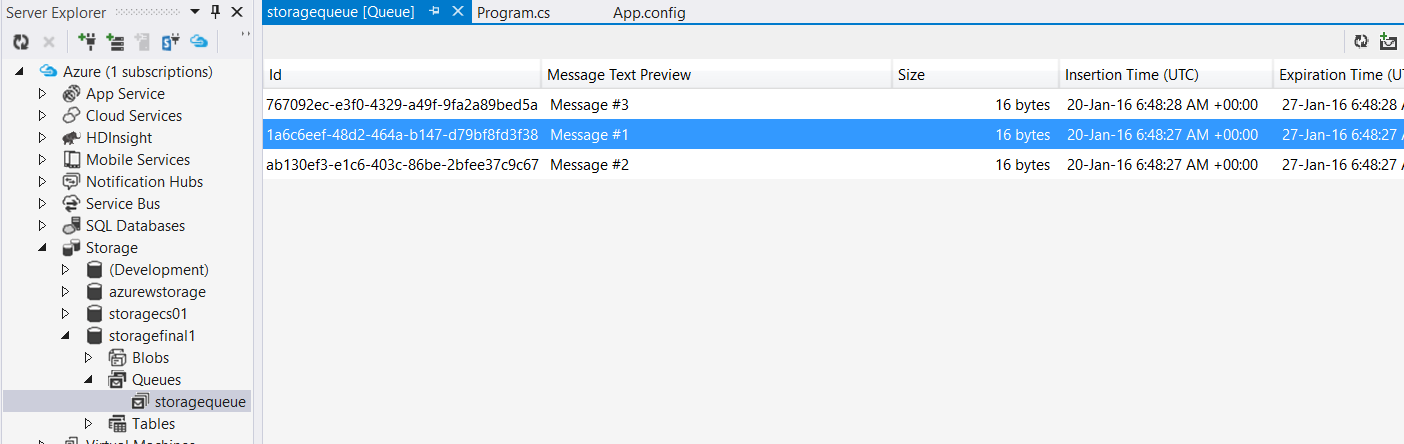 Server Explorer
storagequeue [Queue] Program.cs App.config
Id Message Text Preview Size Insertion Time (UTC) Expiration Time (U
767092ec-e3f0-4329-a49f-9fa2a89bed5a Message #3 16 bytes 20-Jan-16 6:48:28 AM +00:00 27-Jan-16 6:48:28 A
1a6c6eef-48d2-464a-b147-d79bf8fd3f38 Message #1 16 bytes 20-Jan-16 6:48:27 AM +00:00 27-Jan-16 6:48:27 A
ab130ef3-e1c6-403c-86be-2bfee37c9c67 Message #2 16 bytes 20-Jan-16 6:48:27 AM +00:00 27-Jan-16 6:48:27 A
Azure (1 subscriptions)
App Service
Cloud Services
HDInsight
Mobile Services
Notification Hubs
Service Bus
SQL Databases
Storage
(Development)
azurewstorage
storagecs01
storagefinal1
Blobs
Queues
storagequeue
Tables
Virtual Machines